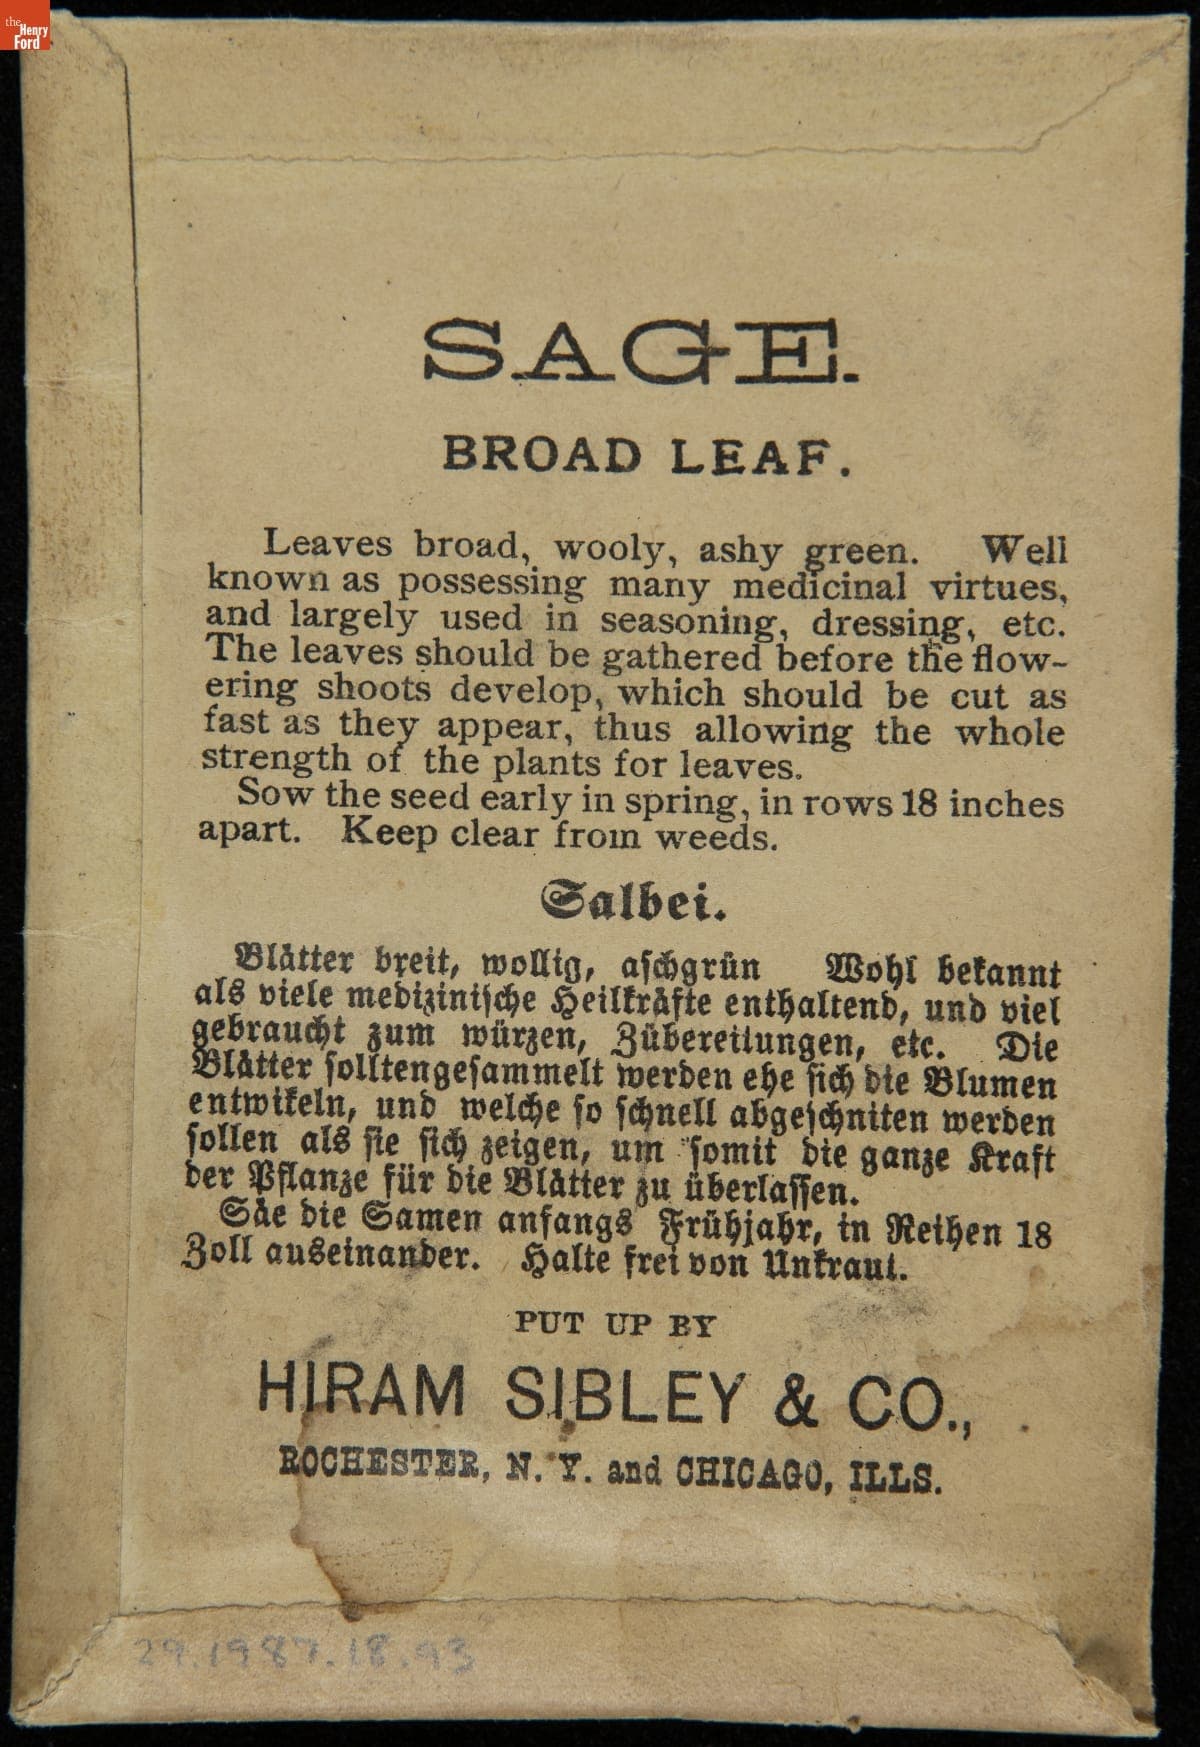 the
Henry
Ford
SAGE.
BROAD LEAF.
Leaves broad, wooly, ashy green. Well
known as possessing many medicinal virtues,
and largely used in seasoning, dressing, etc.
The leaves should be gathered before the flow-
ering shoots develop, which should be cut as
fast as they appear, thus allowing the whole
strength of the plants for leaves.
Sow the seed early in spring, in rows 18 inches
apart. Keep clear from weeds.
Salbei.
Blätter breit, wollig, aschgrün Wohl bekannt
als viele medizinische Heilkräfte enthaltend, und viel
gebraucht zum würzen, Zübereitungen, etc. Die
Blätter solltengesammelt werden ehe sich die Blumen
entwikeln, und welche so schnell abgeschniten werden
sollen als sie sich zeigen, um somit die ganze Kraft
der Pflanze für die Blätter zu überlassen.
Säe die Samen anfangs Frühjahr, in Reihen 18
Zoll auseinander. Halte frei von Unkraut.
PUT UP BY
HIRAM SIBLEY & CO.,
ROCHESTER, N. Y. and CHICAGO, ILLS.
29.1987.18.93